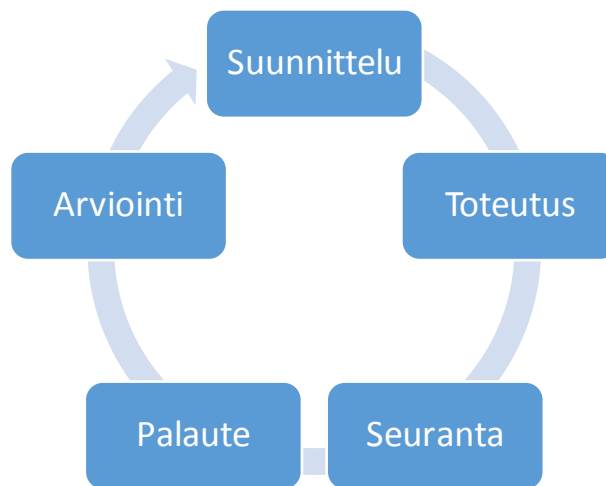 Suunnittelu
Toteutus
Seuranta
Palaute
Arviointi